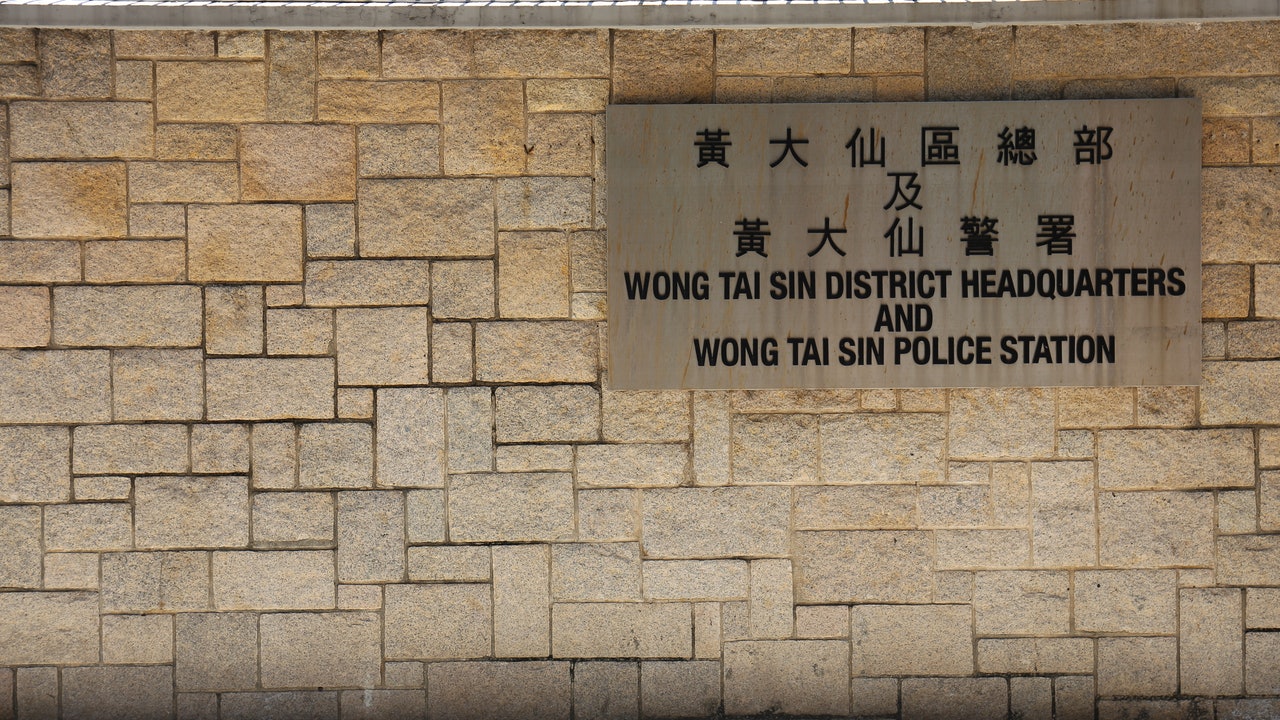 黃大仙區總部
及
黃大仙警署
WONG TAI SIN DISTRICT HEADQUARTERS
AND
WONG TAI SIN POLICE STATION